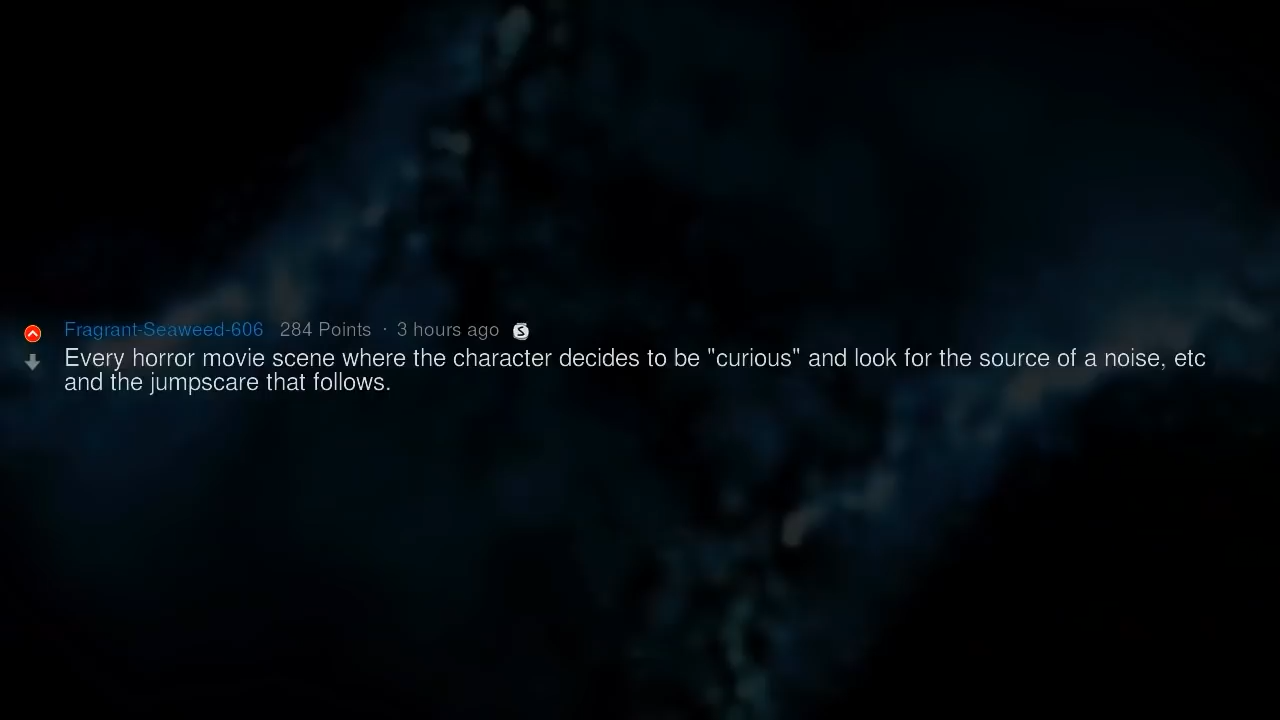 Fragrant-Seaweed-606 284 Points · 3 hours ago S
Every horror movie scene where the character decides to be "curious" and look for the source of a noise, etc
and the jumpscare that follows.